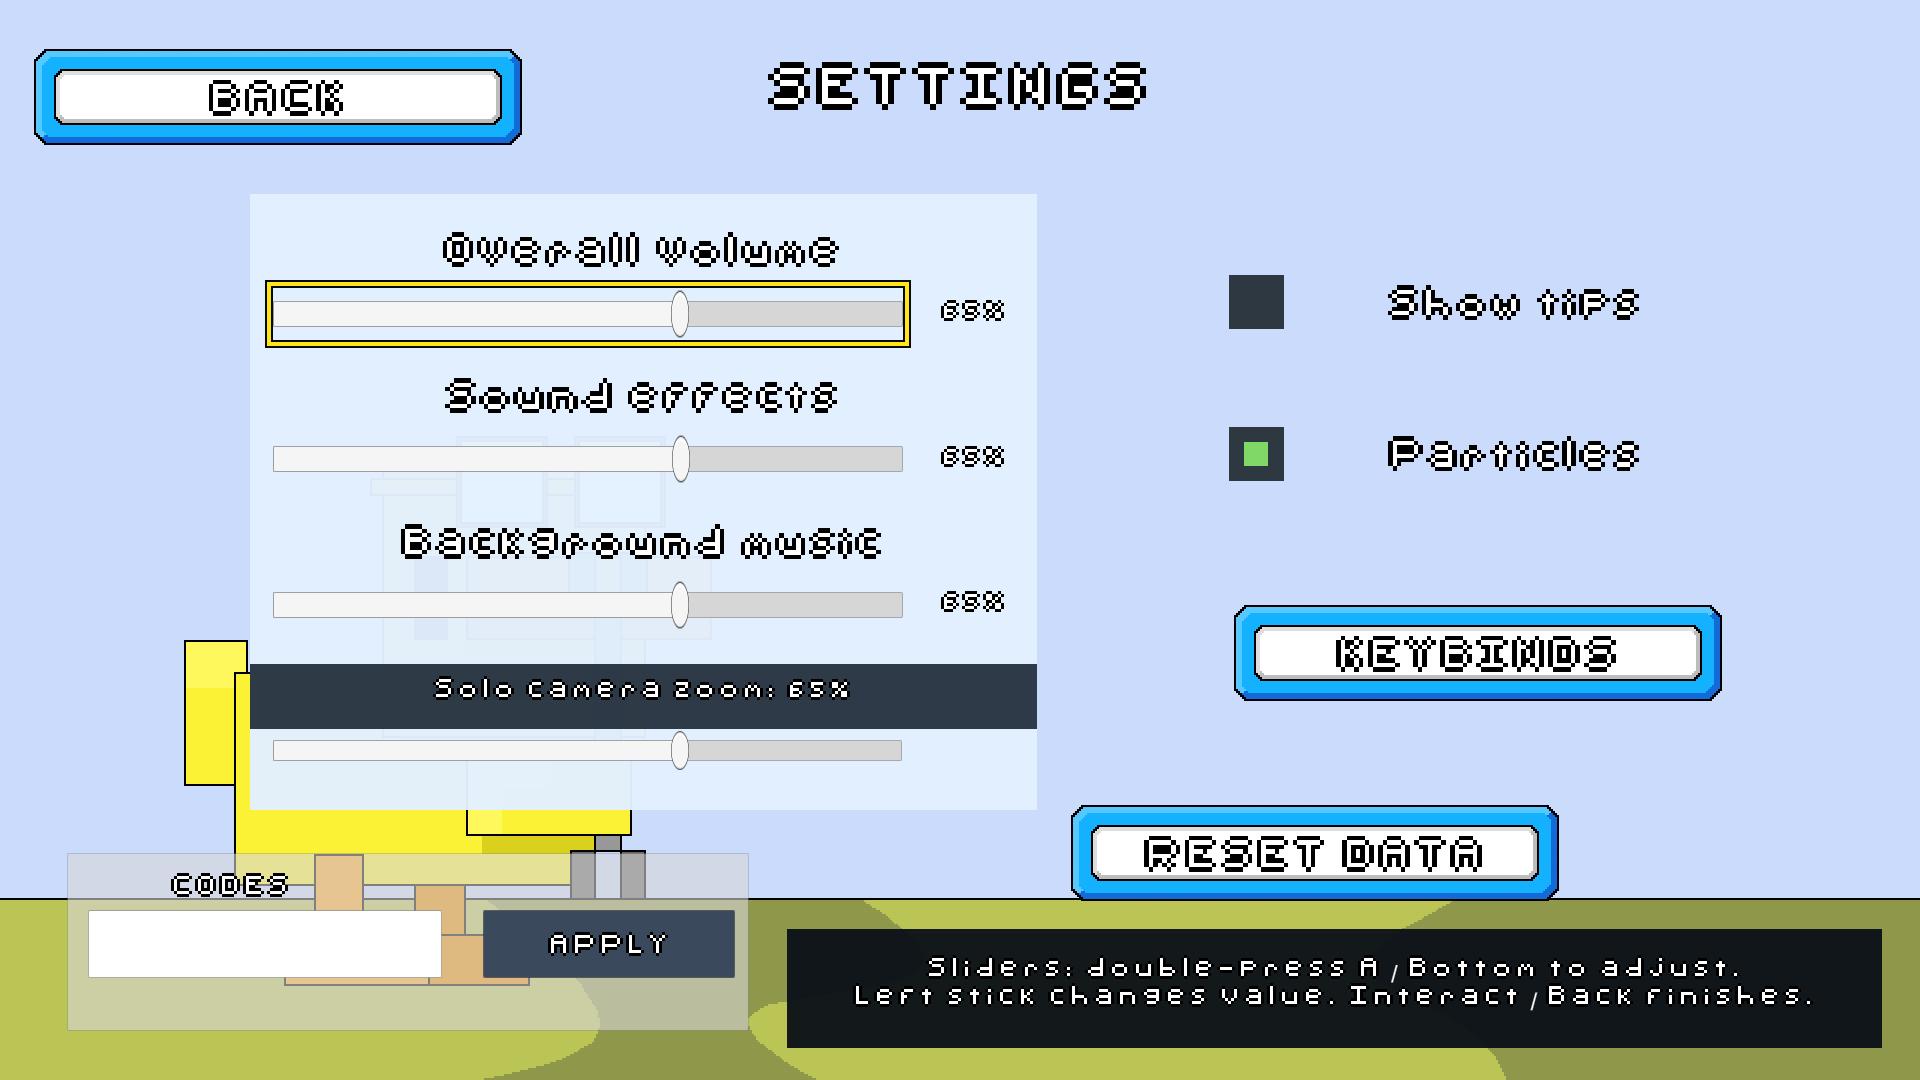 BACK
SETTINGS
Overall volume
65%
Show tips
Sound effects
65%
Particles
Background music
65%
KEYBINDS
Solo camera zoom: 65%
RESET DATA
CODES
APPLY
Sliders: double-press A / Bottom to adjust.
Left stick changes value. Interact / Back finishes.